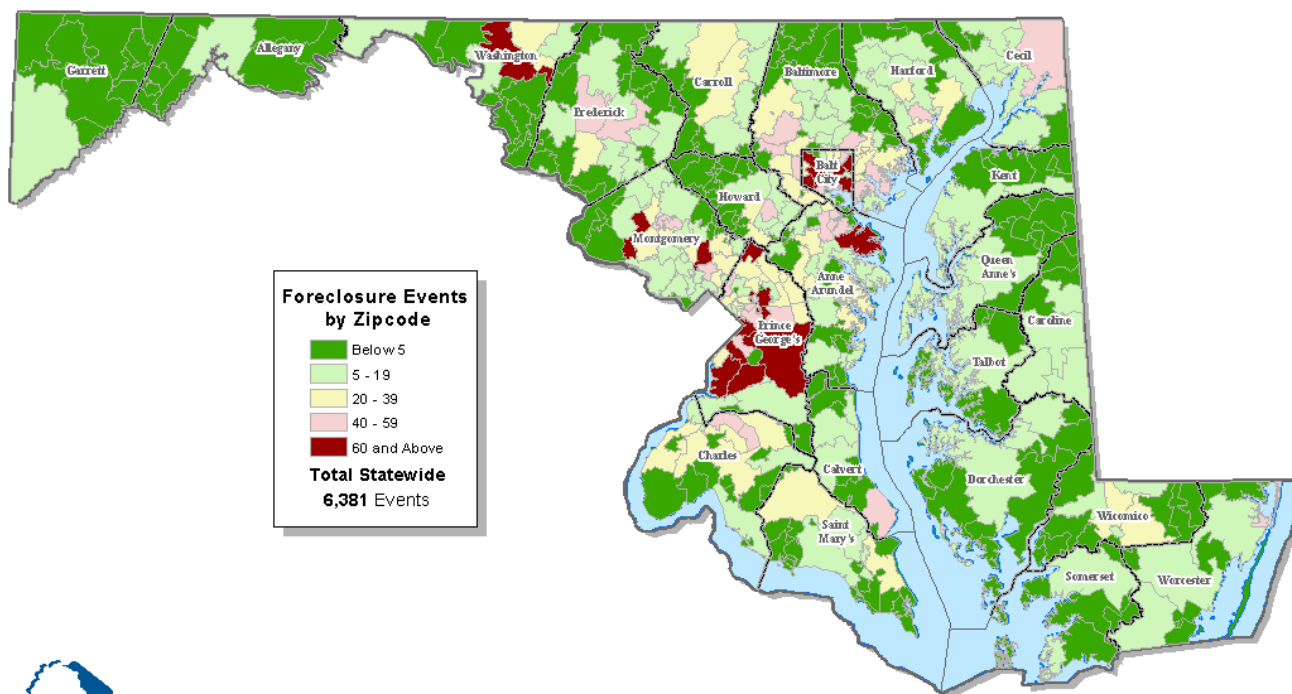 Garrett
Allegany
Washington
Frederick
Carroll
Baltimore
Harford
Cecil
Balt
City
Howard
Montgomery
Kent
Queen
Anne's
Anne
Arundel
Prince
George's
Caroline
Talbot
Charles
Calvert
Saint
Mary's
Dorchester
Wicomico
Somerset
Worcester
Foreclosure Events
by Zipcode
Below 5
5 - 19
20 - 39
40 - 59
60 and Above
Total Statewide
6,381 Events